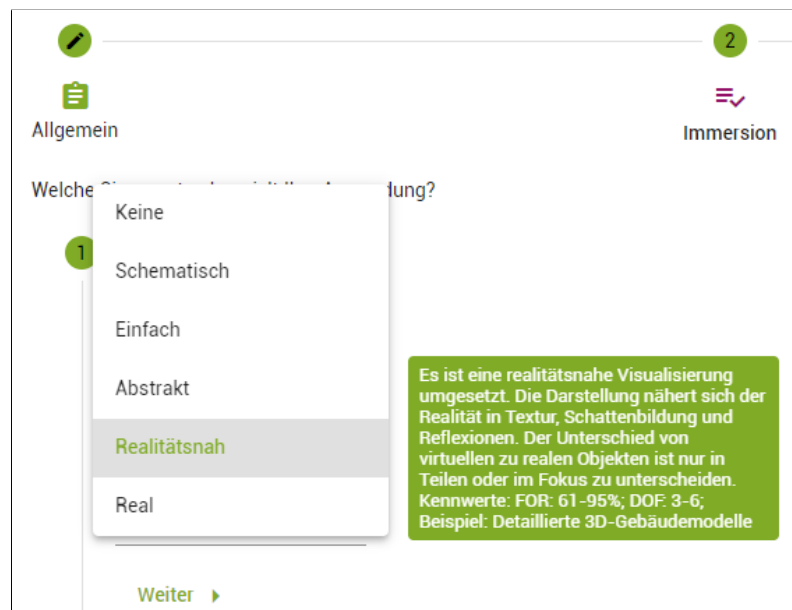 2
Allgemein
Immersion
Welche
dung?
1
Keine
Schematisch
Einfach
Abstrakt
Realitätsnah
Real
Es ist eine realitätsnahe Visualisierung
umgesetzt. Die Darstellung nähert sich der
Realität in Textur, Schattenbildung und
Reflexionen. Der Unterschied von
virtuellen zu realen Objekten ist nur in
Teilen oder im Fokus zu unterscheiden.
Kennwerte: FOR: 61-95%; DOF: 3-6;
Beispiel: Detaillierte 3D-Gebäudemodelle
Weiter